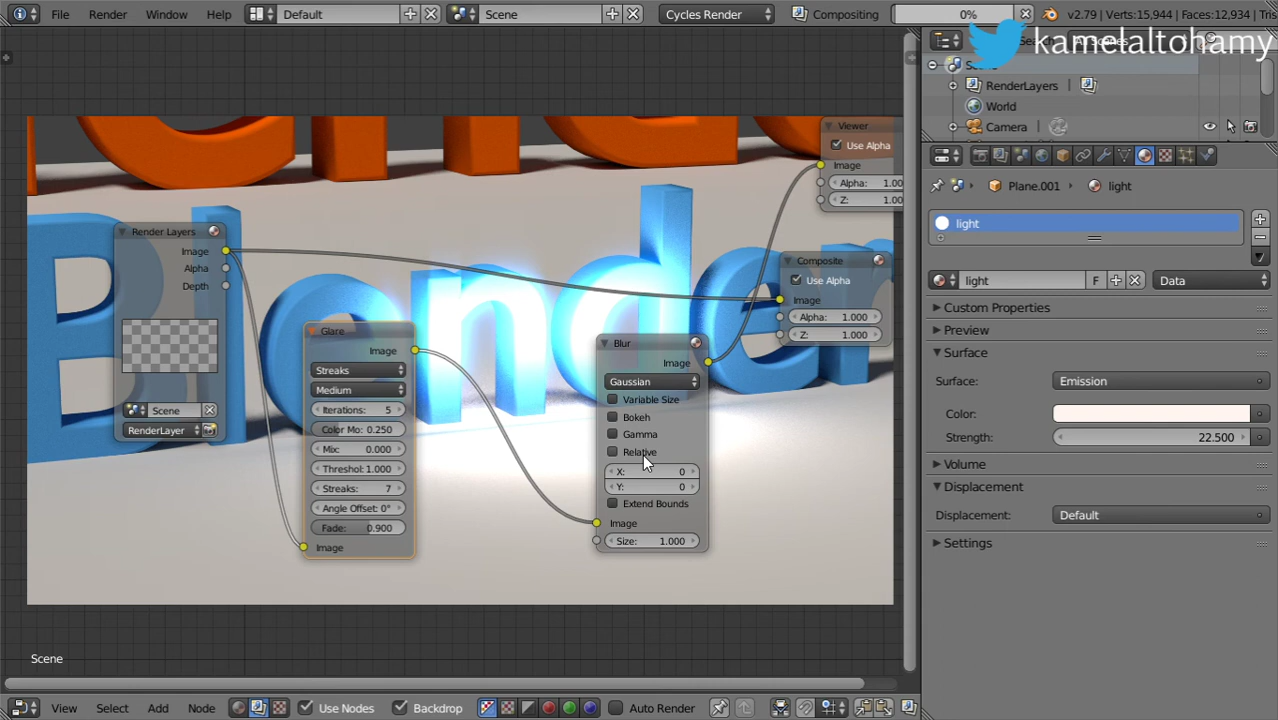 File Render Window Help Default Scene Cycles Render Compositing 0% v2.79 | Verts:15,944 | Faces:12,934 | Tris
kamelaltohamy
RenderLayers
World
Camera
Plane.001 light
light
light F Data
Custom Properties
Preview
Surface
Surface: Emission
Color:
Strength: 22.500
Volume
Displacement
Displacement: Default
Settings
Blender
Render Layers
Image
Alpha
Depth
Scene
RenderLayer
Glare
Image
Streaks
Medium
Iterations: 5
Color Mo: 0.250
Mix: 0.000
Threshol: 1.000
Streaks: 7
Angle Offset: 0°
Fade: 0.900
Image
Blur
Image
Gaussian
Variable Size
Bokeh
Gamma
Relative
X: 0
Y: 0
Extend Bounds
Image
Size: 1.000
Viewer
Use Alpha
Image
Alpha: 1.00
Z: 1.00
Composite
Use Alpha
Image
Alpha: 1.000
Z: 1.000
Scene
View Select Add Node Use Nodes Backdrop Auto Render